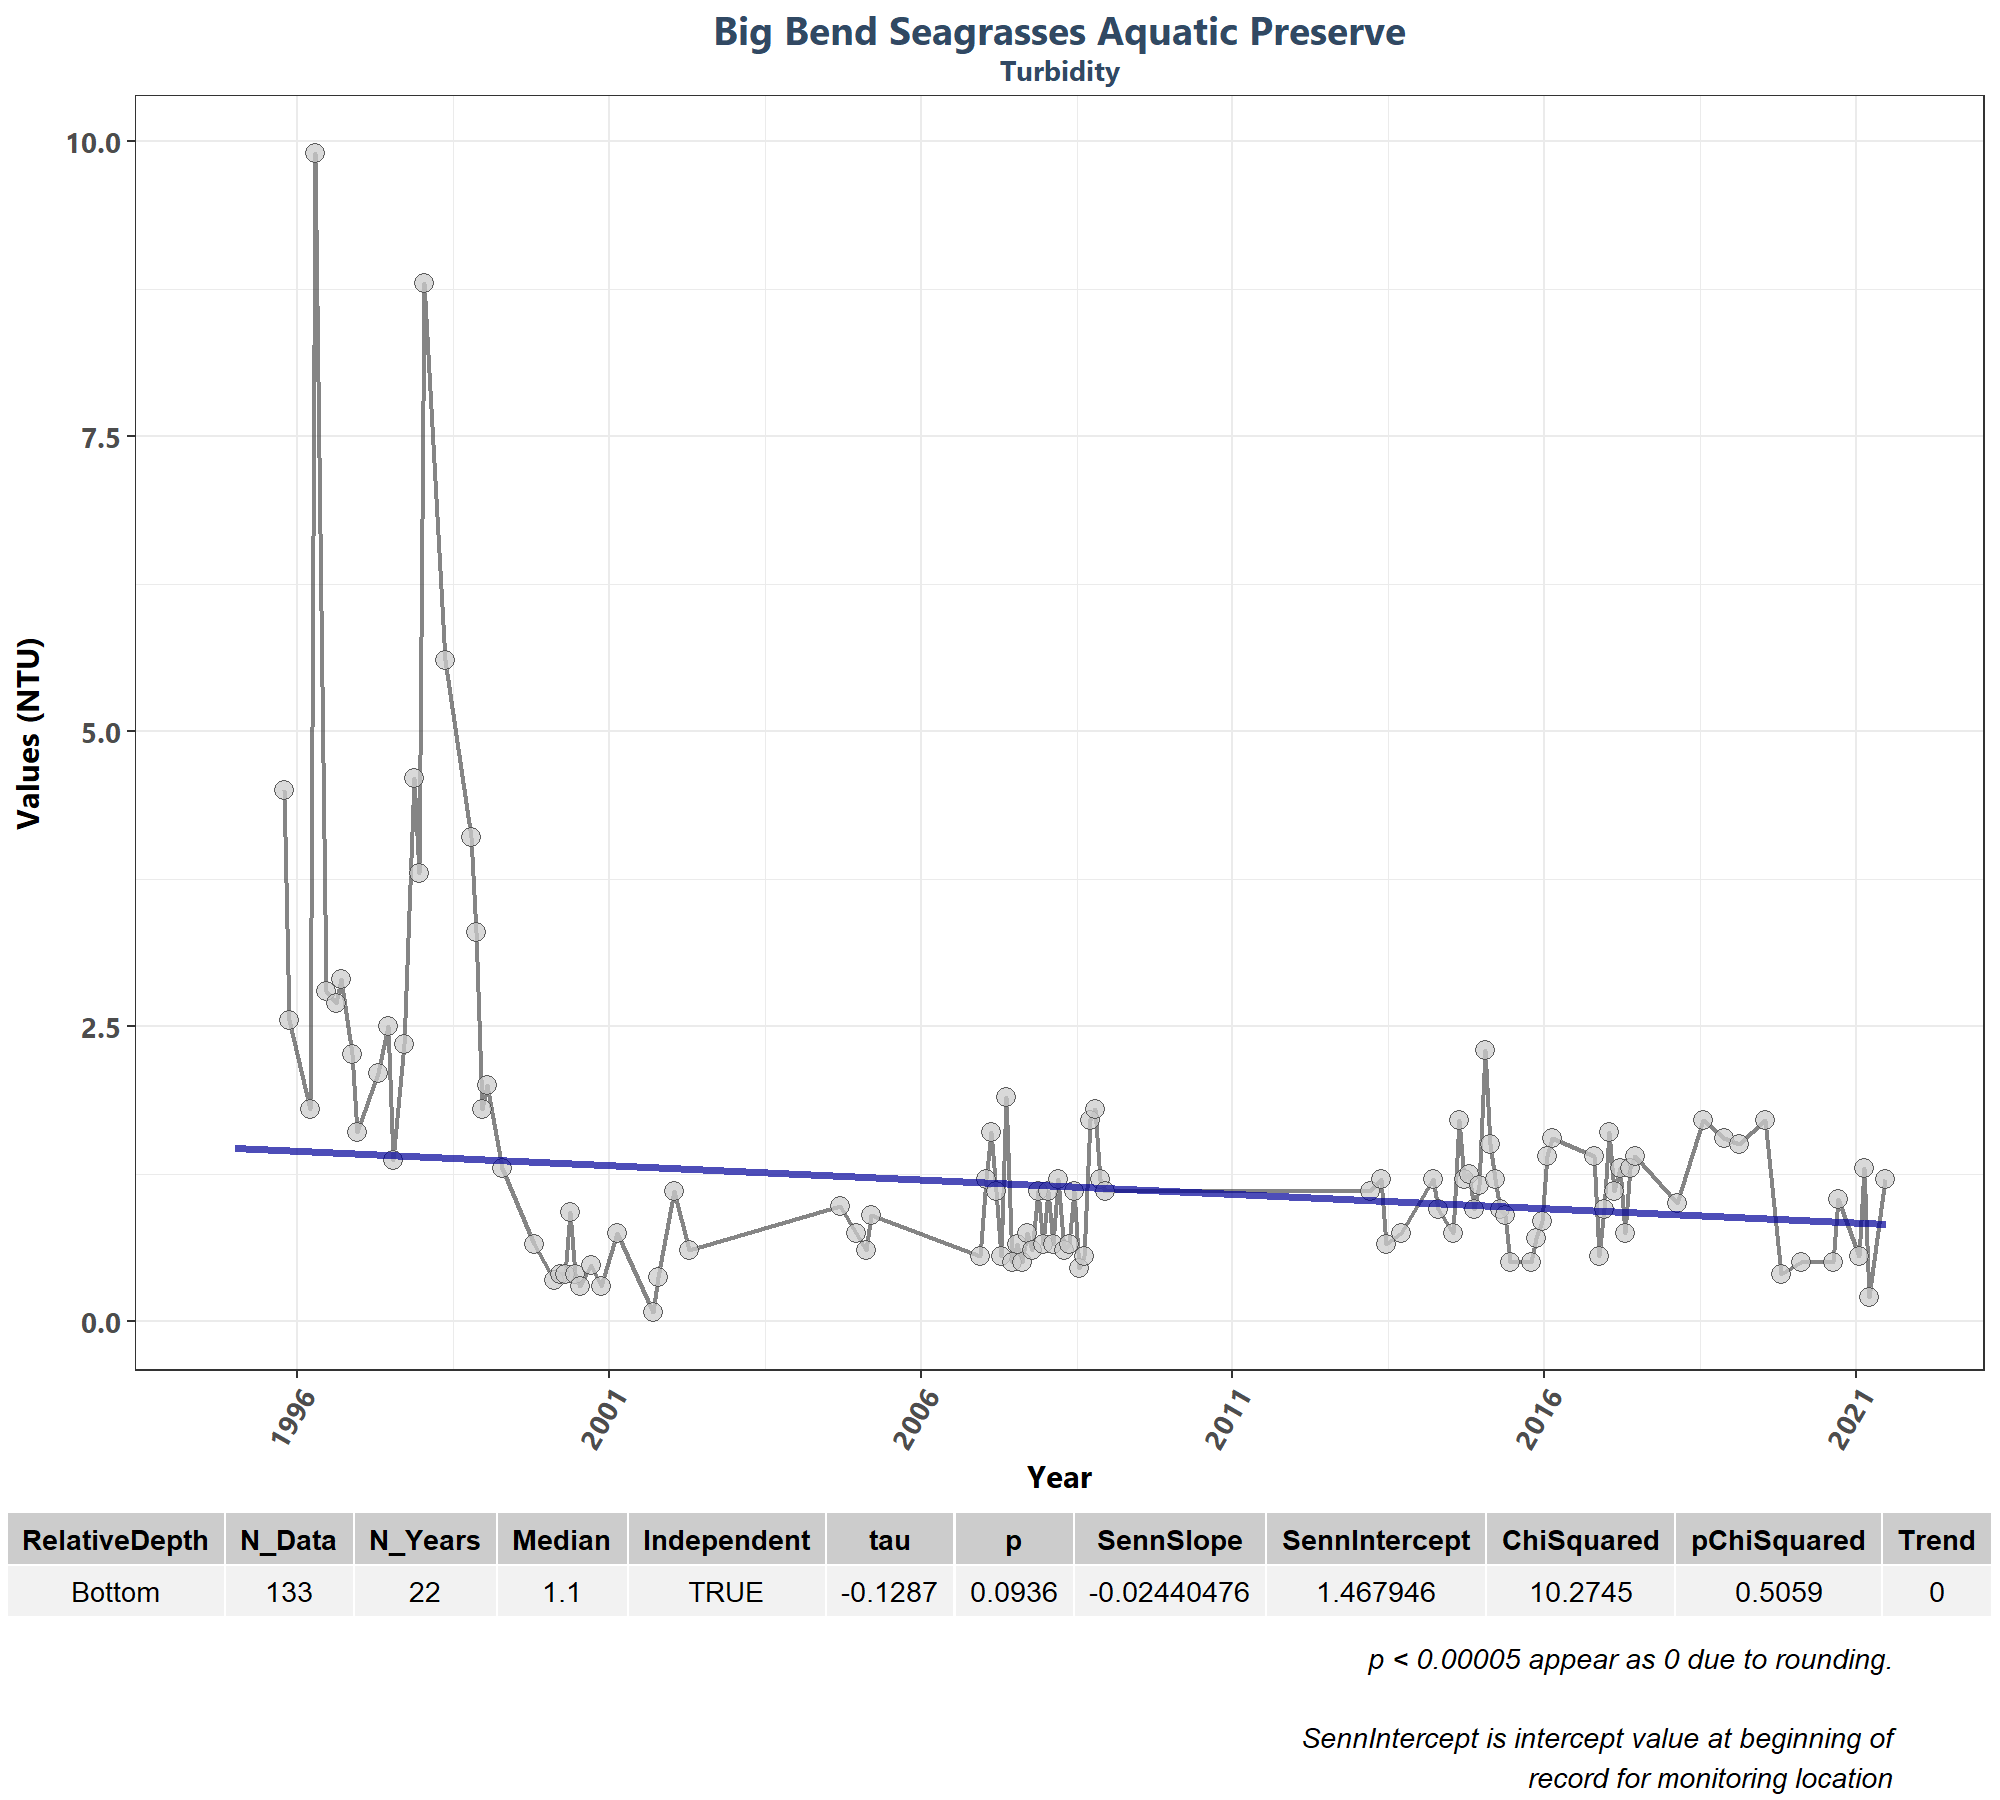 Big Bend Seagrasses Aquatic Preserve
Turbidity
Values (NTU)
10.0
7.5
5.0
2.5
0.0
1996 2001 2006 2011 2016 2021
Year
RelativeDepth N_Data N_Years Median Independent tau p SennSlope SennIntercept ChiSquared pChiSquared Trend
Bottom 133 22 1.1 TRUE -0.1287 0.0936 -0.02440476 1.467946 10.2745 0.5059 0
p < 0.00005 appear as 0 due to rounding.
SennIntercept is intercept value at beginning of
record for monitoring location